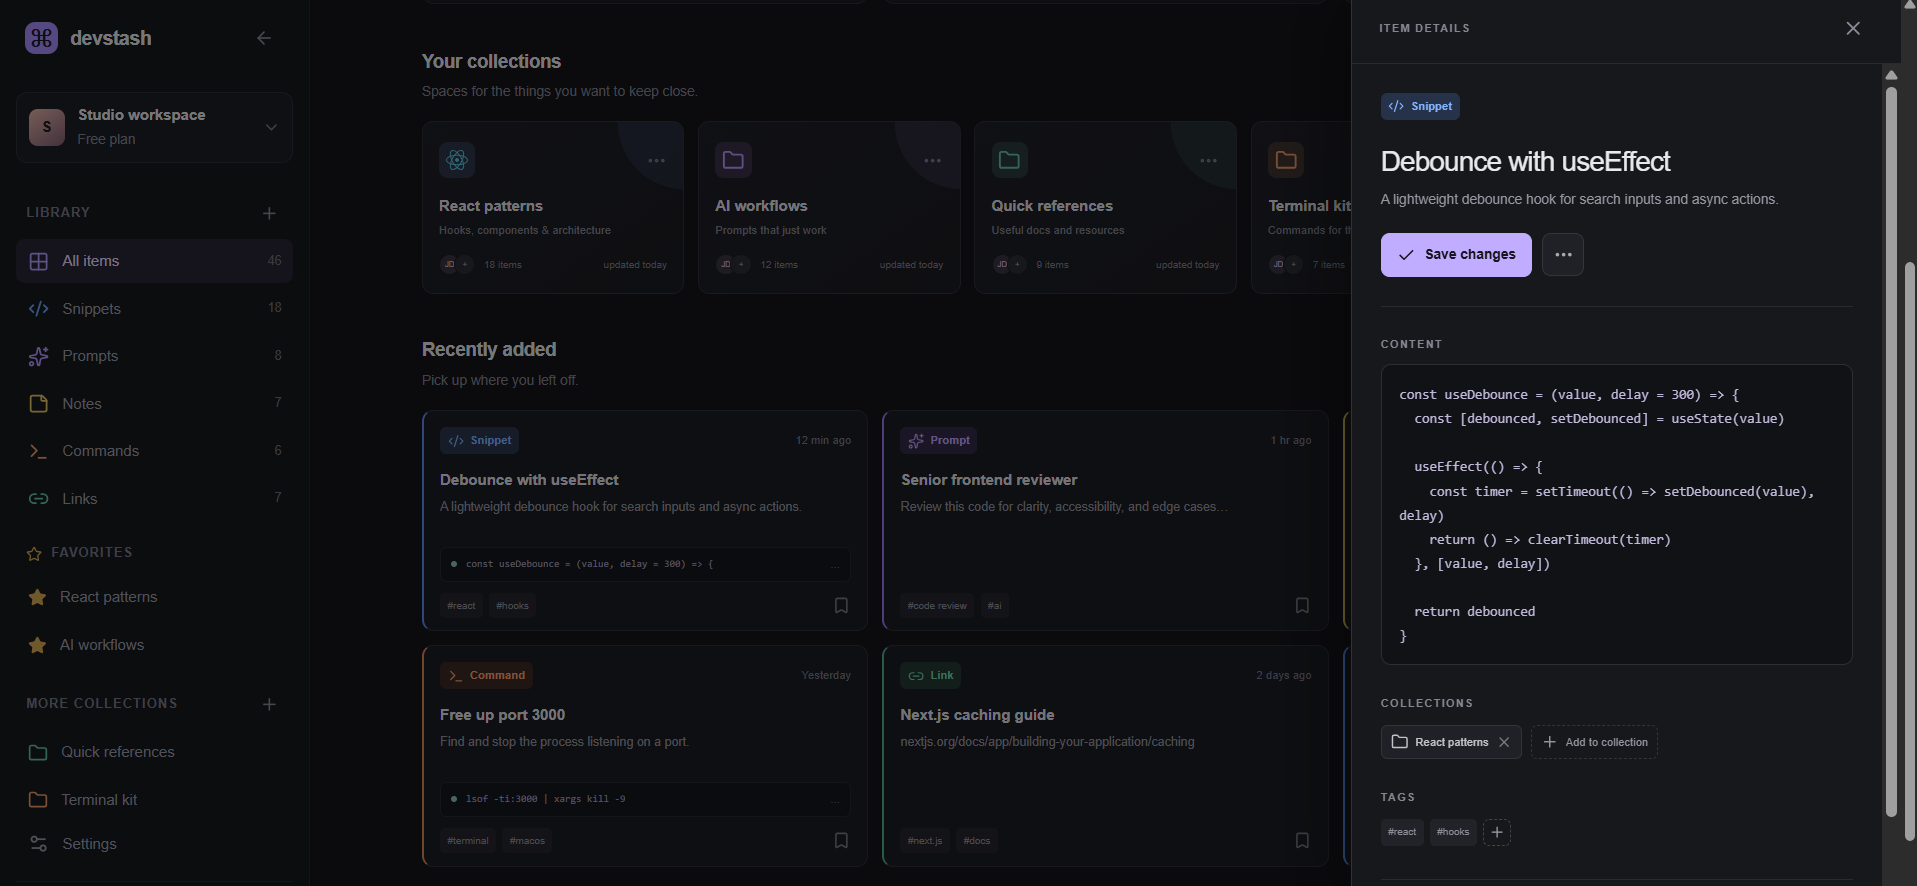 devstash
S
Studio workspace
Free plan
LIBRARY
All items 46
Snippets 18
Prompts 8
Notes 7
Commands 6
Links 7
FAVORITES
React patterns
AI workflows
MORE COLLECTIONS
Quick references
Terminal kit
Settings
Your collections
Spaces for the things you want to keep close.
React patterns
Hooks, components & architecture
JD + 18 items updated today
AI workflows
Prompts that just work
JD + 12 items updated today
Quick references
Useful docs and resources
JD + 9 items updated today
Terminal kit
Commands for
JD + 7 items
Recently added
Pick up where you left off.
Snippet 12 min ago
Debounce with useEffect
A lightweight debounce hook for search inputs and async actions.
const useDebounce = (value, delay = 300) => { ...
#react #hooks
Prompt 1 hr ago
Senior frontend reviewer
Review this code for clarity, accessibility, and edge cases…
#code review #ai
Command Yesterday
Free up port 3000
Find and stop the process listening on a port.
lsof -ti:3000 | xargs kill -9 ...
#terminal #macos
Link 2 days ago
Next.js caching guide
nextjs.org/docs/app/building-your-application/caching
#next.js #docs
ITEM DETAILS
Snippet
Debounce with useEffect
A lightweight debounce hook for search inputs and async actions.
Save changes
CONTENT
const useDebounce = (value, delay = 300) => {
  const [debounced, setDebounced] = useState(value)
  useEffect(() => {
    const timer = setTimeout(() => setDebounced(value),
delay)
    return () => clearTimeout(timer)
  }, [value, delay])
  return debounced
}
COLLECTIONS
React patterns Add to collection
TAGS
#react #hooks